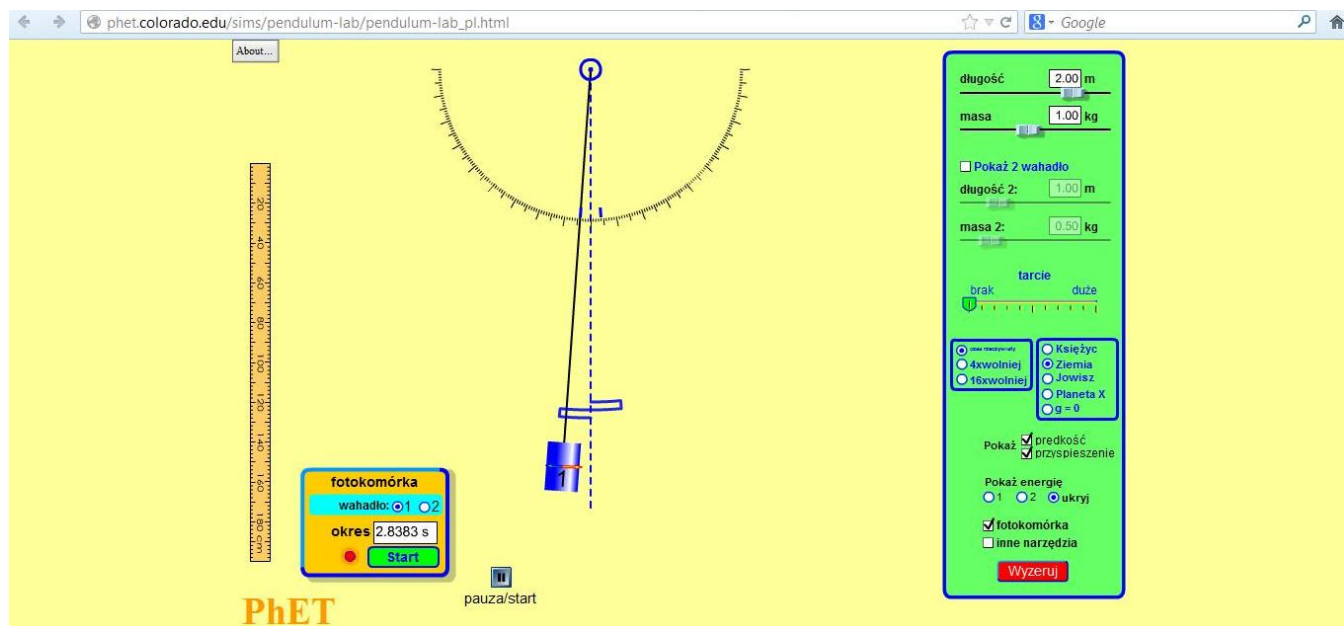 phet.colorado.edu/sims/pendulum-lab/pendulum-lab_pl.html
Google
About...
długość 2.00 m
masa 1.00 kg
Pokaż 2 wahadło
długość 2: 1.00 m
masa 2: 0.50 kg
tarcie
brak duże
4xwolniej
16xwolniej
Księżyc
Ziemia
Jowisz
Planeta X
g = 0
Pokaż prędkość
przyspieszenie
Pokaż energię
1 2 ukryj
fotokomórka
inne narzędzia
Wyzeruj
20
40
60
80
100
120
140
160
180 cm
1
fotokomórka
wahadło: 1 2
okres 2.8383 s
Start
pauza/start
PhET